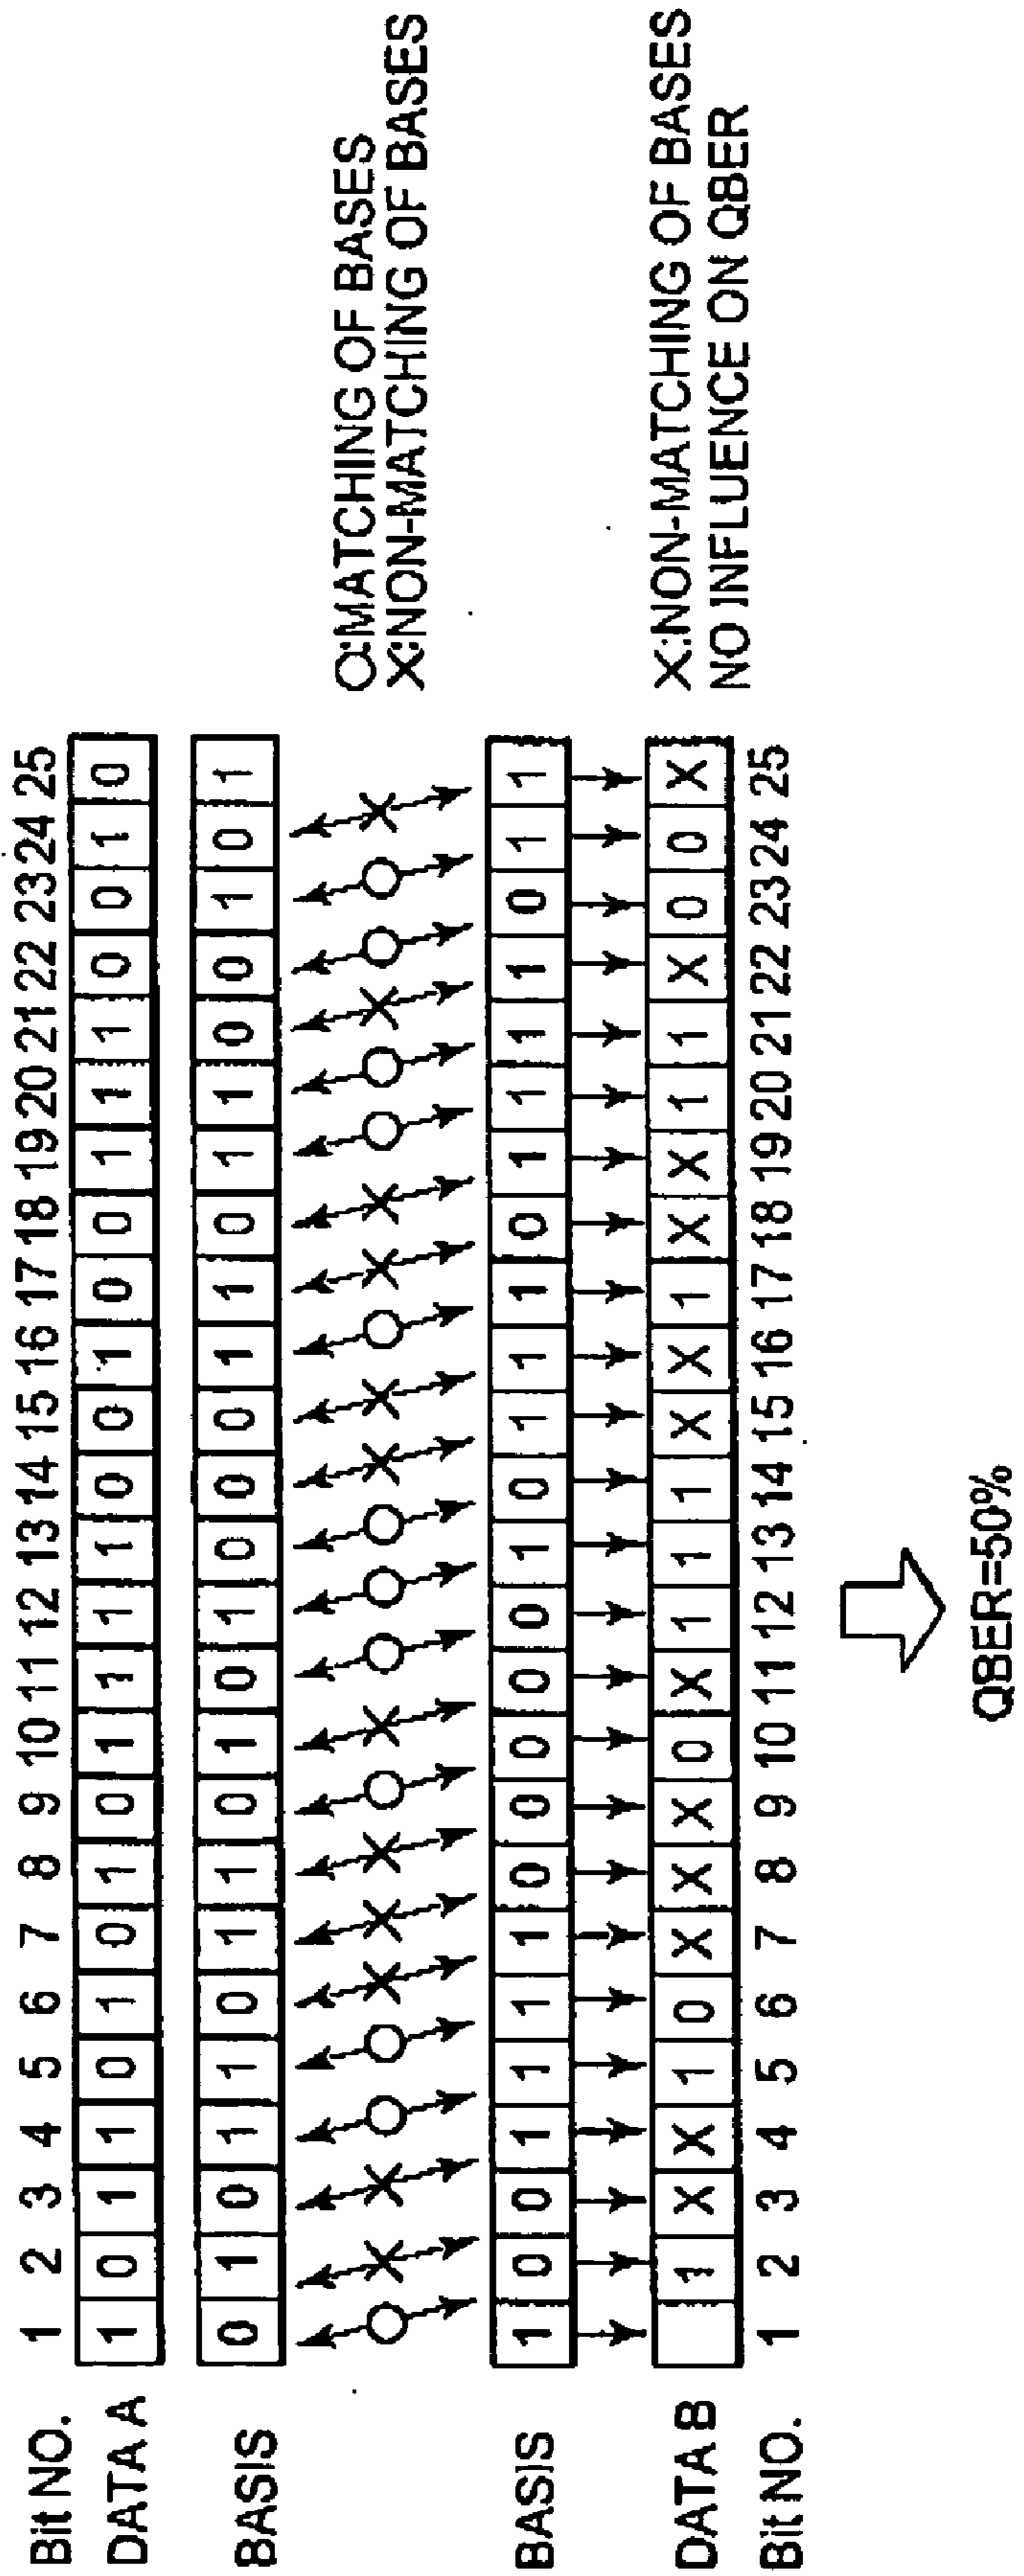 Bit NO. 1 2 3 4 5 6 7 8 9 10 11 12 13 14 15 16 17 18 19 20 21 22 23 24 25
DATA A 1 0 1 1 0 1 0 1 0 1 1 1 1 0 0 1 0 0 1 1 1 0 0 1 0
BASIS 0 1 0 1 1 0 1 1 0 1 0 1 0 0 0 1 1 0 1 1 0 0 1 0 1
O X X O O X X X O X O O O X X O X X O O X O O X
O:MATCHING OF BASES
X:NON-MATCHING OF BASES
BASIS 1 0 0 1 1 1 1 0 0 0 0 0 1 0 1 1 1 0 1 1 1 1 0 1 1
DATA B 1 X X 1 0 X X X 0 X 1 1 1 X X 1 X X 1 1 X 0 0 X
Bit NO. 1 2 3 4 5 6 7 8 9 10 11 12 13 14 15 16 17 18 19 20 21 22 23 24 25
X:NON-MATCHING OF BASES
NO INFLUENCE ON QBER
QBER=50%